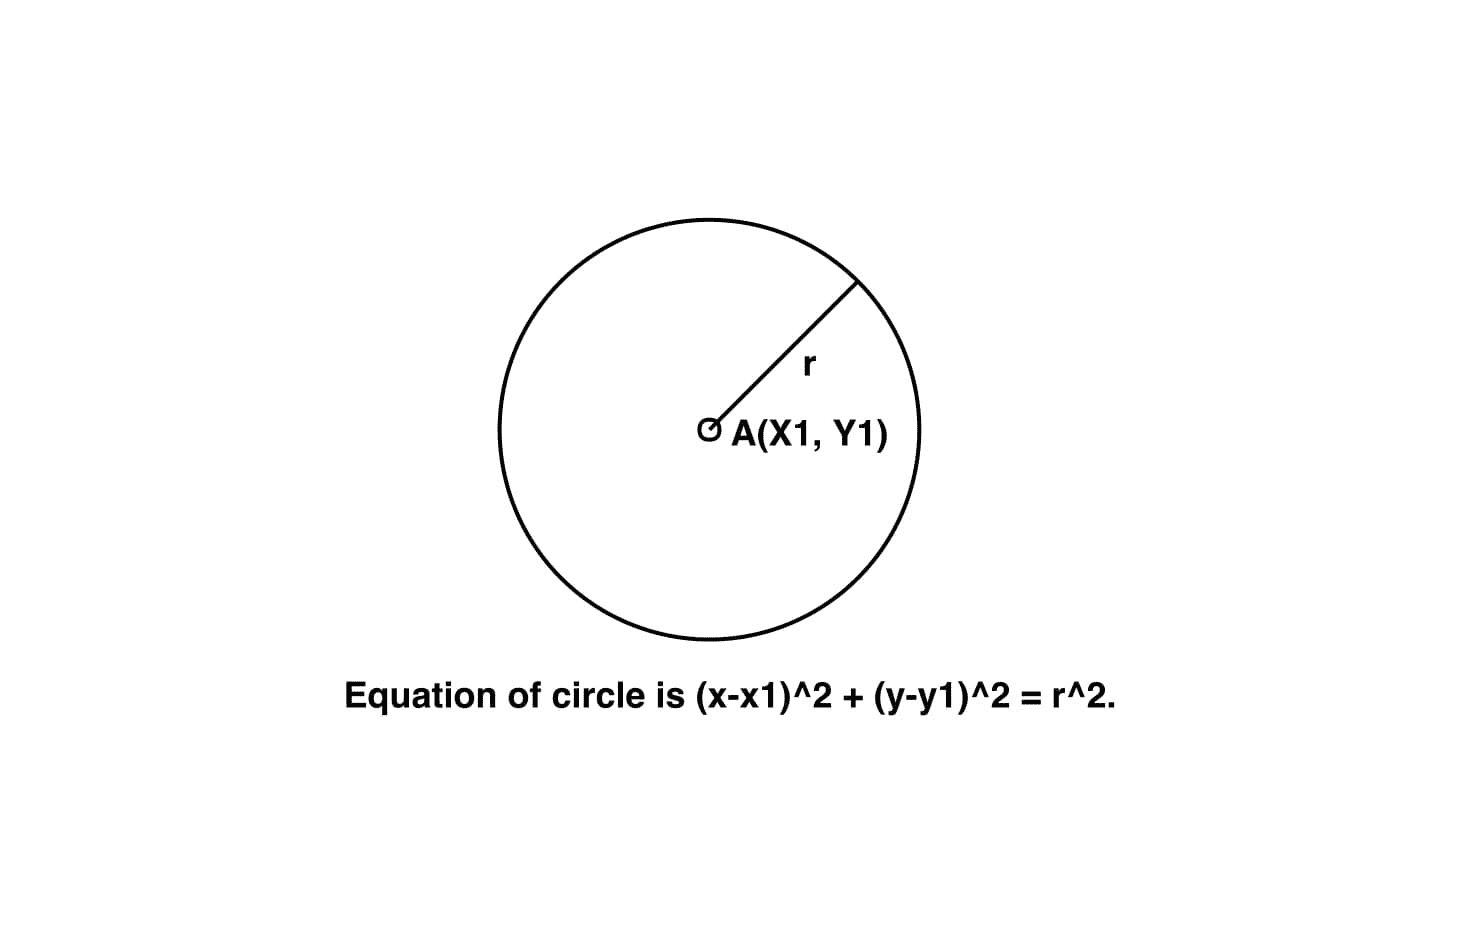 r
A(X1, Y1)
Equation of circle is (x-x1)^2 + (y-y1)^2 = r^2.